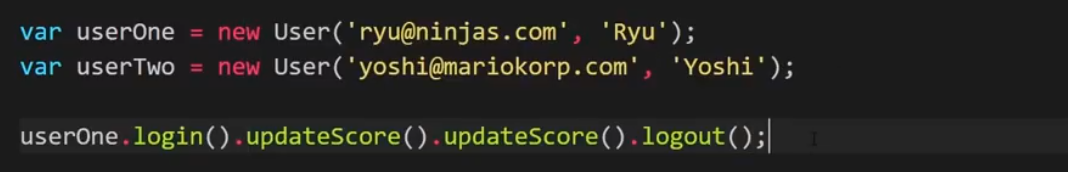 var userOne = new User('ryu@ninjas.com', 'Ryu');
var userTwo = new User('yoshi@mariokorp.com', 'Yoshi');
userOne.login().updateScore().updateScore().logout();